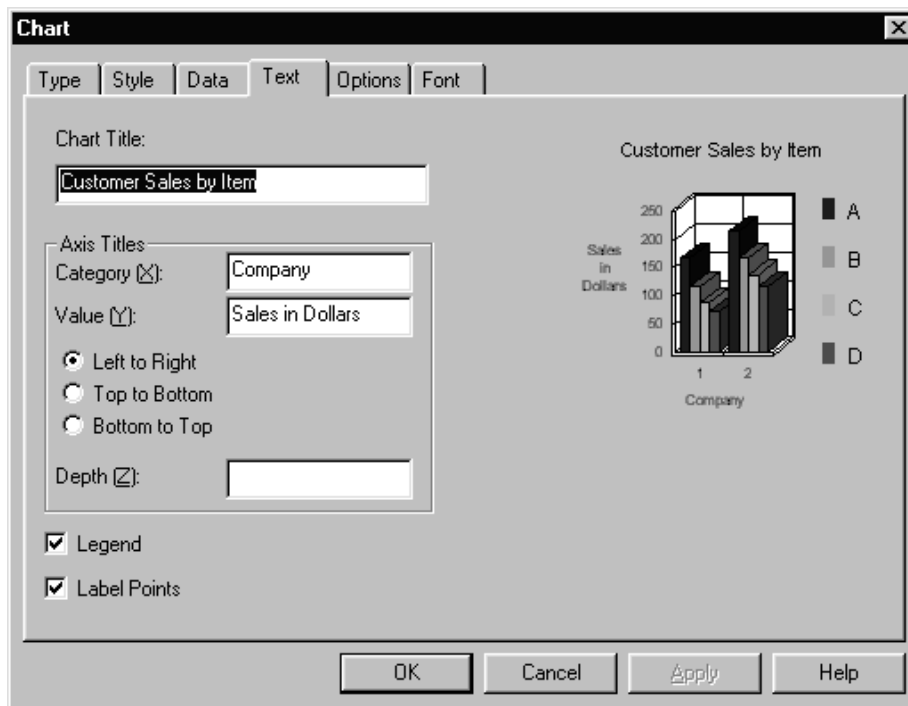 Chart
Type Style Data Text Options Font
Chart Title:
Customer Sales by Item
Axis Titles
Category (X): Company
Value (Y): Sales in Dollars
Left to Right
Top to Bottom
Bottom to Top
Depth (Z):
Legend
Label Points
Customer Sales by Item
250
200
150
100
50
0
Sales
in
Dollars
1 2
Company
A
B
C
D
OK Cancel Apply Help